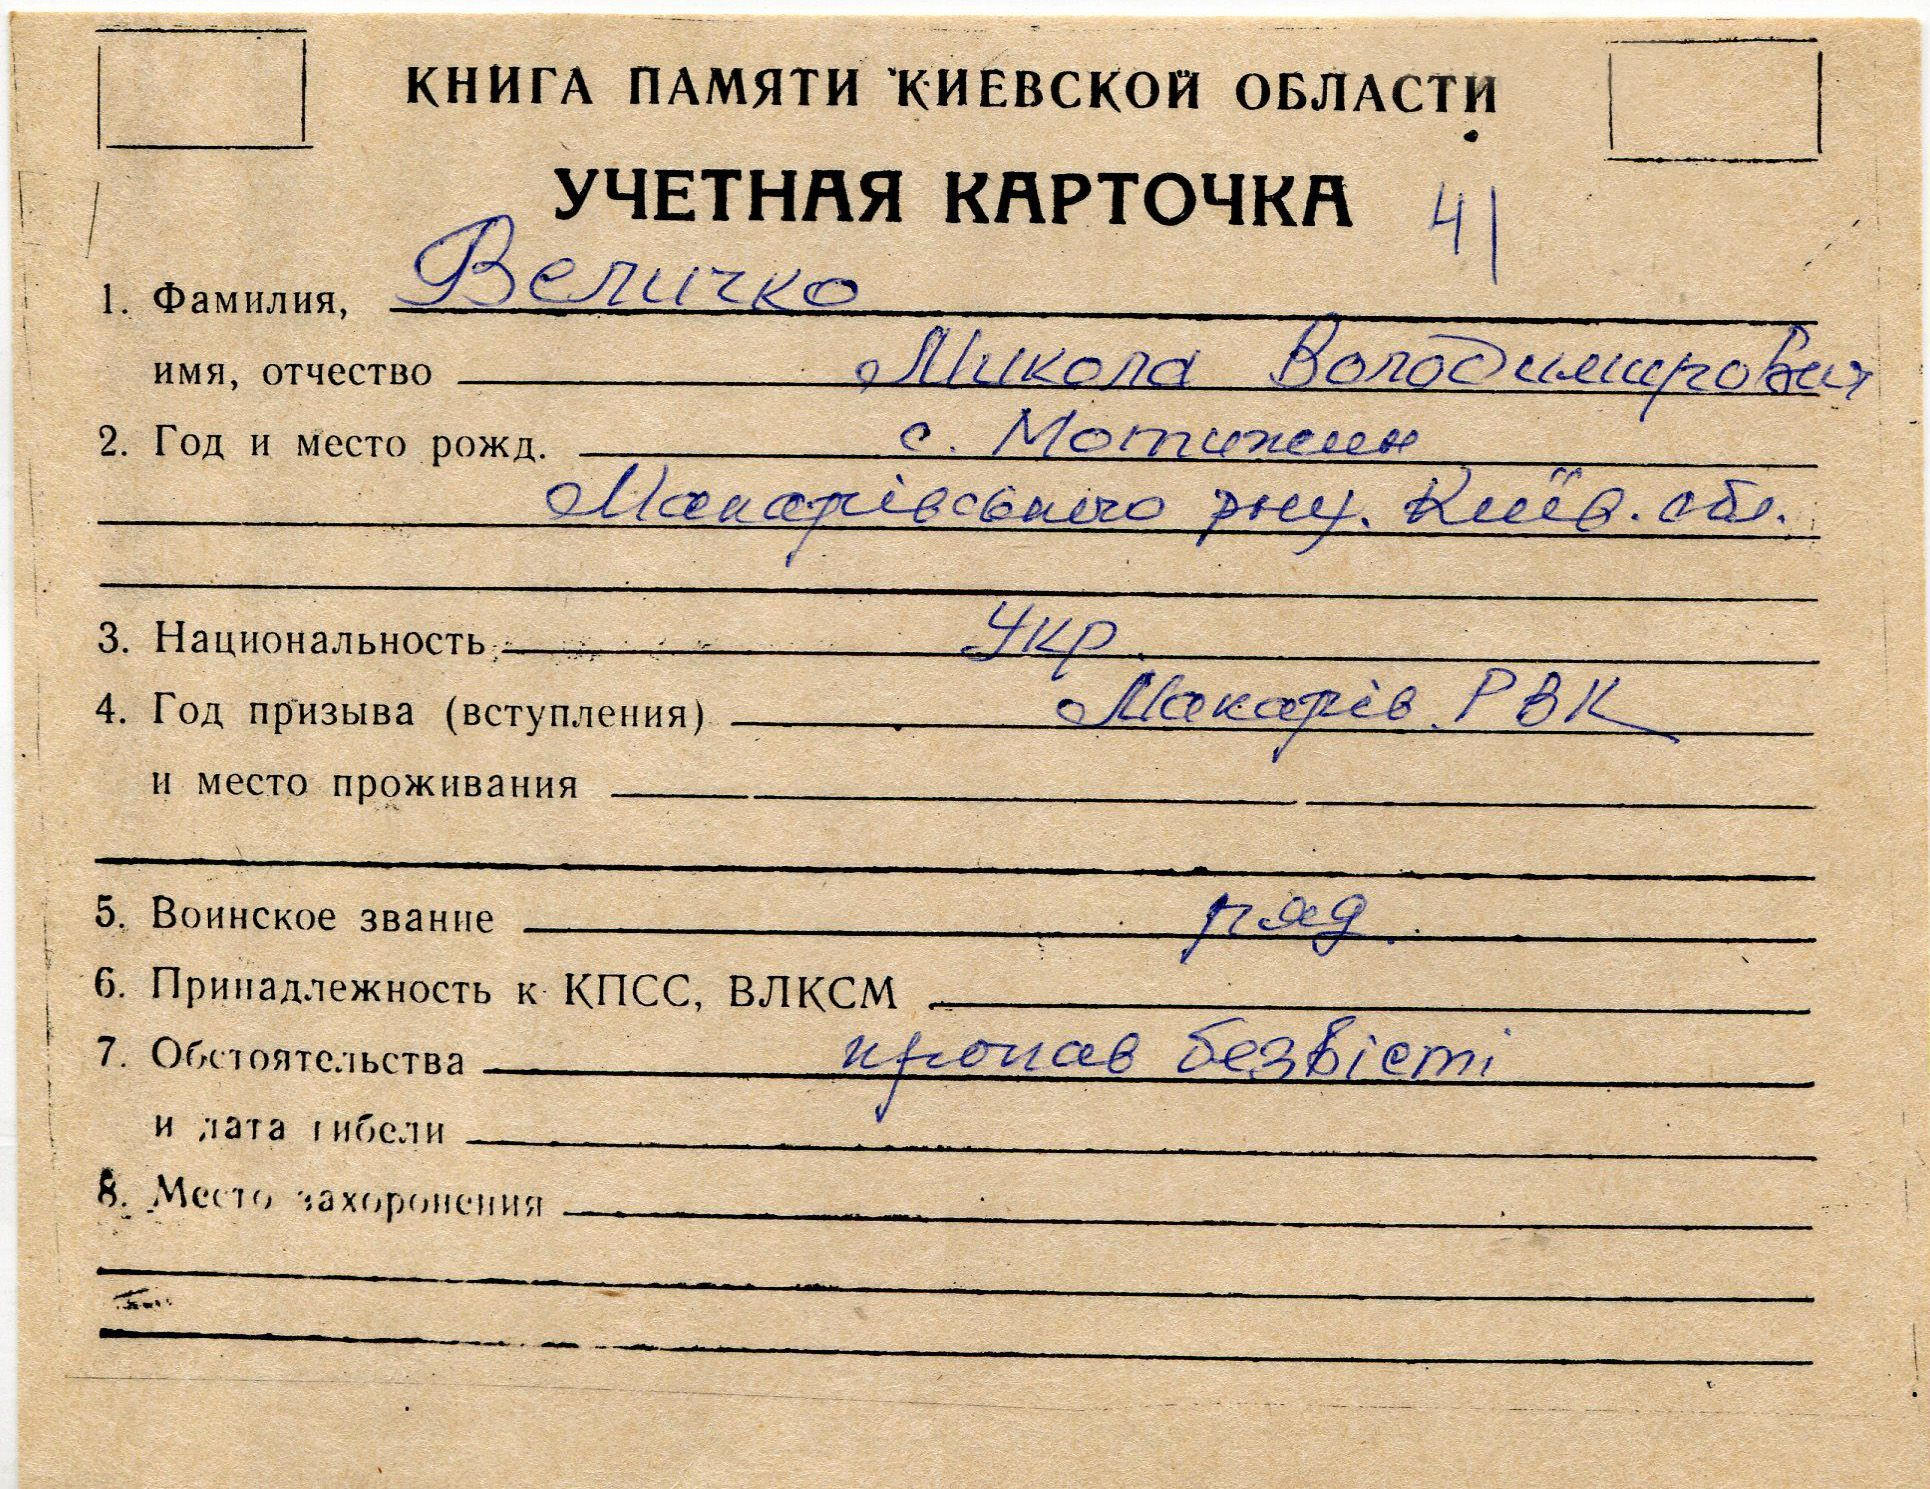 КНИГА ПАМЯТИ КИЕВСКОЙ ОБЛАСТИ
УЧЕТНАЯ КАРТОЧКА 41
1. Фамилия, Величко
имя, отчество Микола Володимирович
2. Год и место рожд. с. Мотижин
Макарівського р-ну. Київ. обл.
3. Национальность Укр.
4. Год призыва (вступления) Макарів. РВК
и место проживания
5. Воинское звание ряд.
6. Принадлежность к КПСС, ВЛКСМ
7. Обстоятельства пропав безвісті
и дата гибели
8. Место захоронения